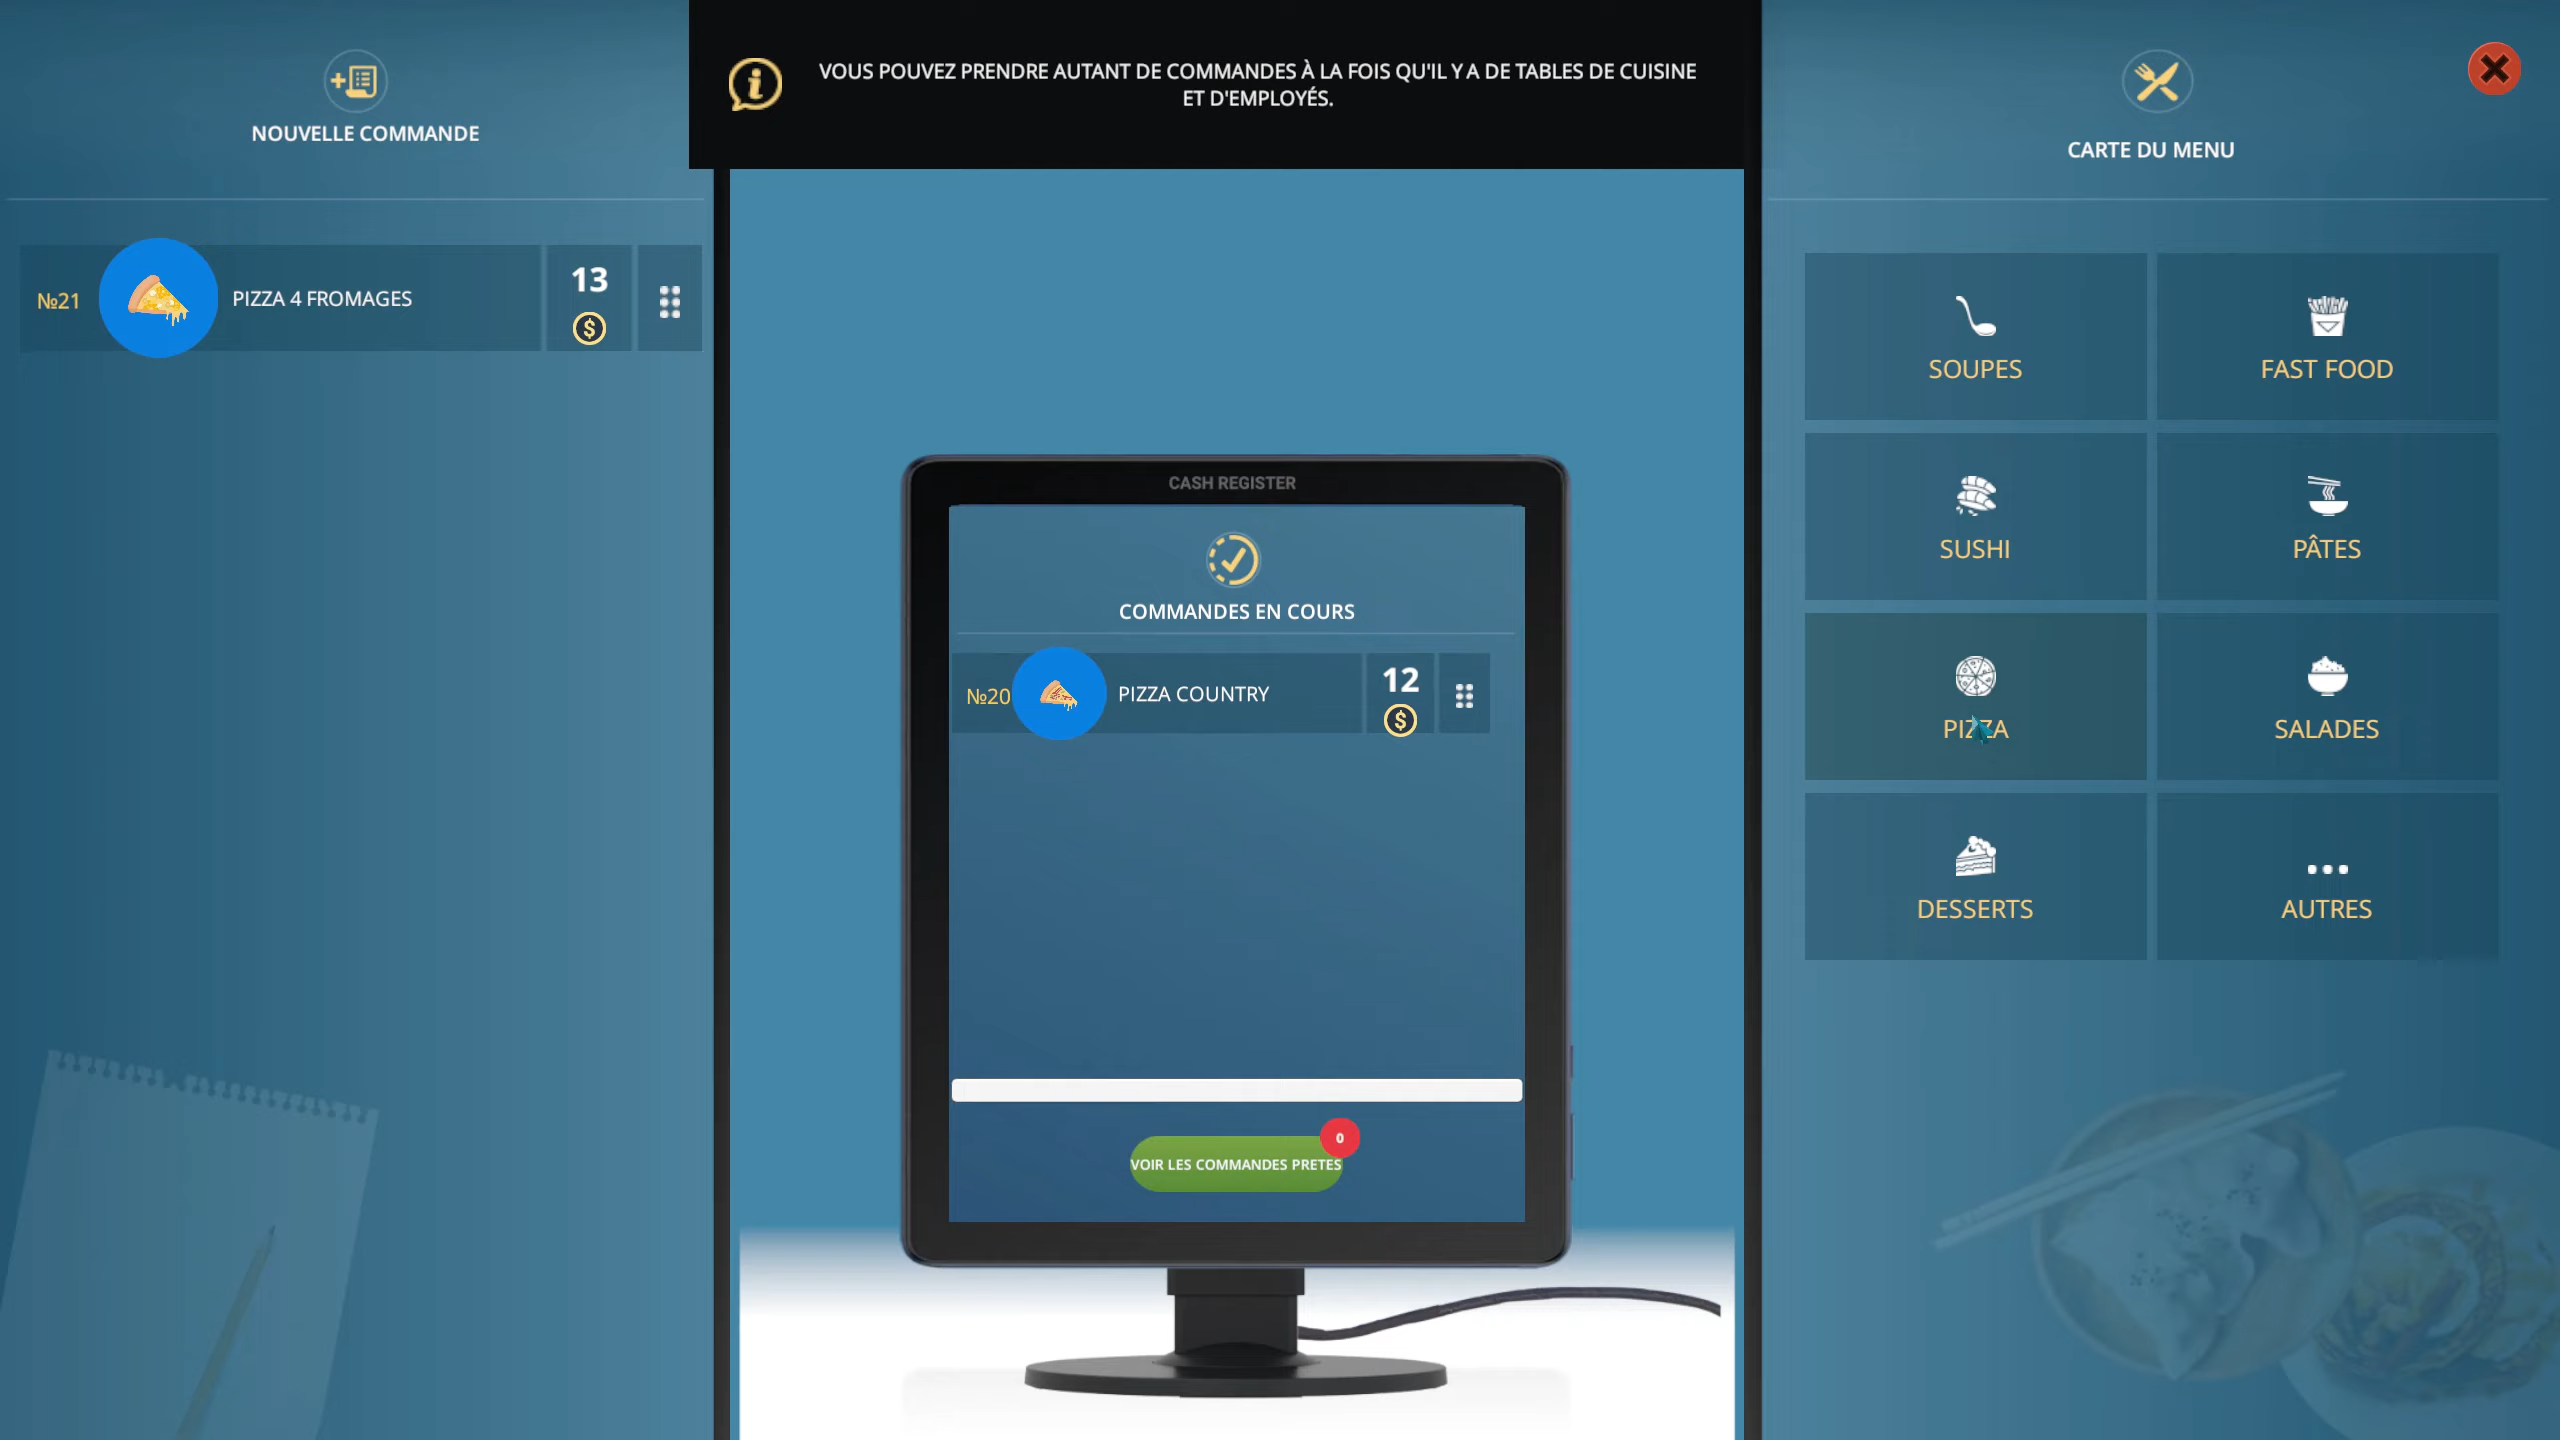 NOUVELLE COMMANDE
№21
PIZZA 4 FROMAGES
13
VOUS POUVEZ PRENDRE AUTANT DE COMMANDES À LA FOIS QU'IL Y A DE TABLES DE CUISINE
ET D'EMPLOYÉS.
CASH REGISTER
COMMANDES EN COURS
№20
PIZZA COUNTRY
12
0
VOIR LES COMMANDES PRETES
CARTE DU MENU
SOUPES
FAST FOOD
SUSHI
PÂTES
PIZZA
SALADES
DESSERTS
AUTRES